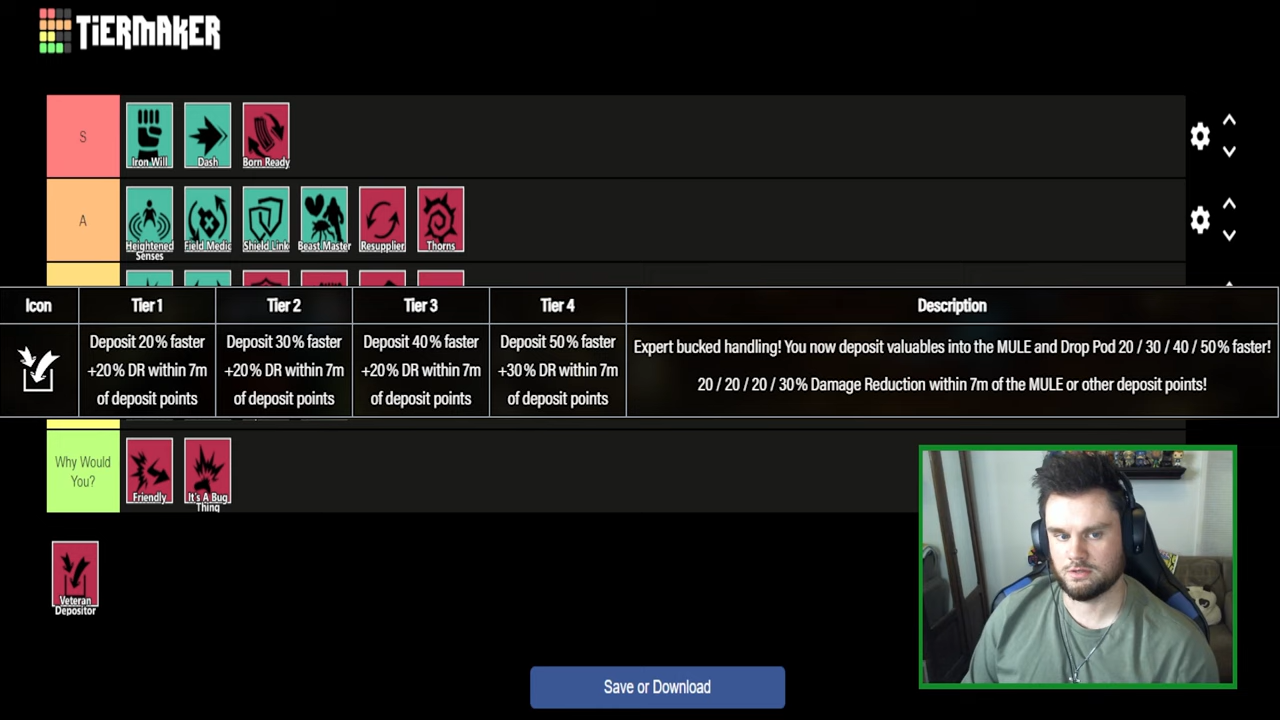 TiERMAKER
S
Iron Will
Dash
Born Ready
A
Heightened
Senses
Field Medic
Shield Link
Beast Master
Resupplier
Thorns
Icon
Tier 1
Tier 2
Tier 3
Tier 4
Description
Deposit 20% faster
+20% DR within 7m
of deposit points
Deposit 30% faster
+20% DR within 7m
of deposit points
Deposit 40% faster
+20% DR within 7m
of deposit points
Deposit 50% faster
+30% DR within 7m
of deposit points
Expert bucked handling! You now deposit valuables into the MULE and Drop Pod 20 / 30 / 40 / 50% faster!
20 / 20 / 20 / 30% Damage Reduction within 7m of the MULE or other deposit points!
Why Would
You?
Friendly
It's A Bug
Thing
Veteran
Depositor
Save or Download